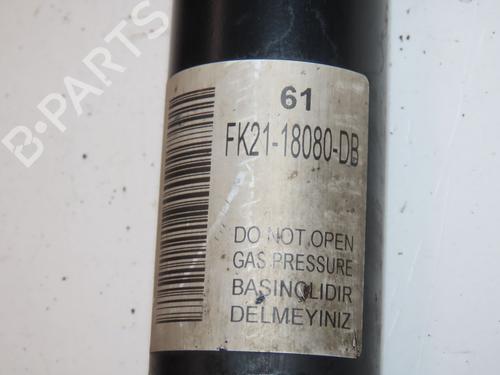 B-PARTS
61
FK21-18080-DB
DO NOT OPEN
GAS PRESSURE
BASINÇLIDIR
DELMEYINIZ